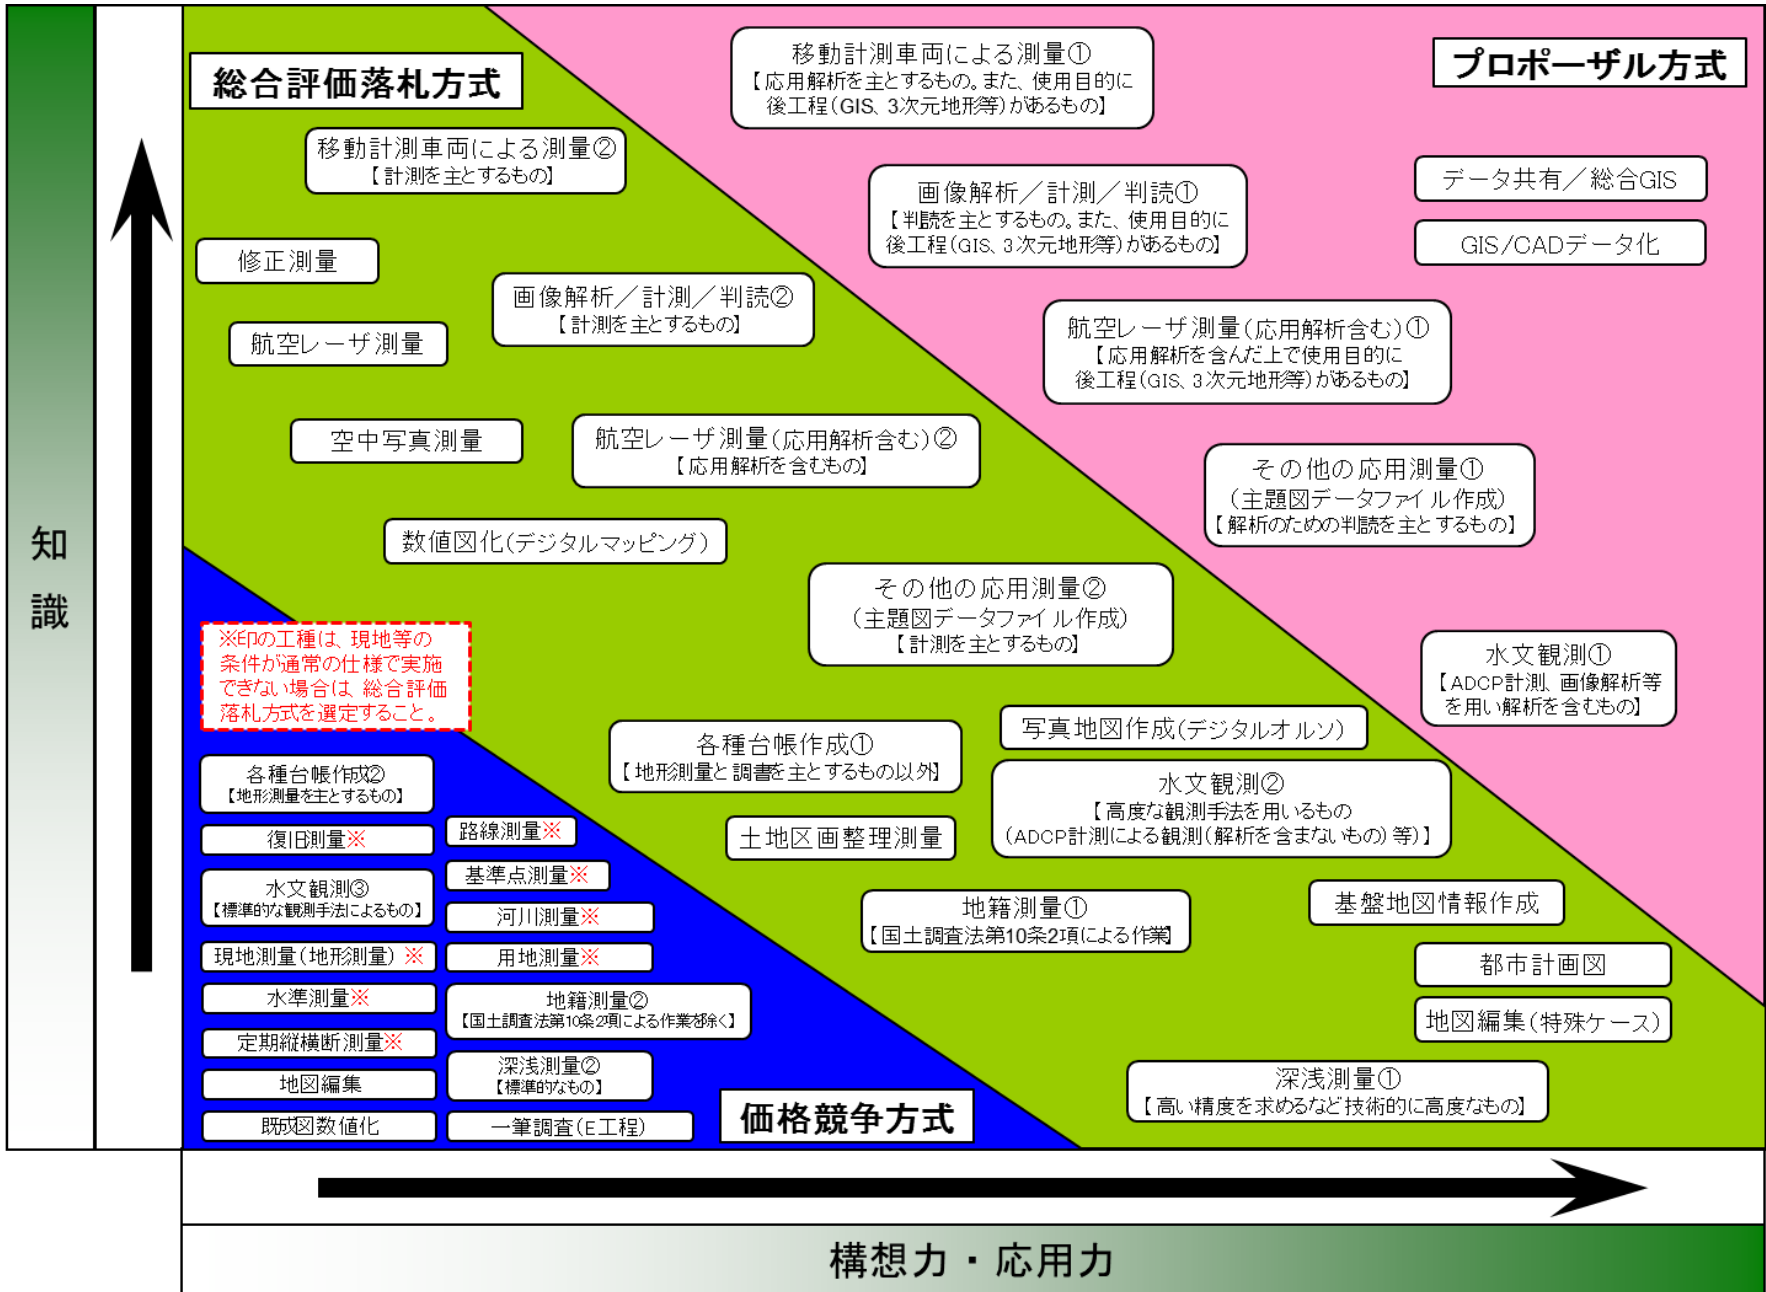 総合評価落札方式
プロポーザル方式
移動計測車両による測量①
【応用解析を主とするもの。また、使用目的に
後工程(GIS、3次元地形等)があるもの】
移動計測車両による測量②
【計測を主とするもの】
画像解析／計測／判読①
【判読を主とするもの。また、使用目的に
後工程(GIS、3次元地形等)があるもの】
データ共有／総合GIS
GIS/CADデータ化
修正測量
画像解析／計測／判読②
【計測を主とするもの】
航空レーザ測量
航空レーザ測量(応用解析含む)①
【応用解析を含んだ上で使用目的に
後工程(GIS、3次元地形等)があるもの】
空中写真測量
航空レーザ測量(応用解析含む)②
【応用解析を含むもの】
その他の応用測量①
(主題図データファイル作成)
【解析のための判読を主とするもの】
数値図化(デジタルマッピング)
その他の応用測量②
(主題図データファイル作成)
【計測を主とするもの】
知
識
※印の工種は、現地等の
条件が通常の仕様で実施
できない場合は、総合評価
落札方式を選定すること。
水文観測①
【ADCP計測、画像解析等
を用い解析を含むもの】
写真地図作成(デジタルオルソ)
各種台帳作成①
【地形測量と調書を主とするもの以外】
水文観測②
【高度な観測手法を用いるもの
(ADCP計測による観測(解析を含まないもの)等)】
土地区画整理測量
地籍測量①
【国土調査法第10条2項による作業】
基盤地図情報作成
都市計画図
地図編集(特殊ケース)
深浅測量①
【高い精度を求めるなど技術的に高度なもの】
各種台帳作成②
【地形測量を主とするもの】
復旧測量※
水文観測③
【標準的な観測手法によるもの】
現地測量(地形測量)※
水準測量※
定期縦横断測量※
地図編集
既成図数値化
路線測量※
基準点測量※
河川測量※
用地測量※
地籍測量②
【国土調査法第10条2項による作業を除く】
深浅測量②
【標準的なもの】
一筆調査(E工程)
価格競争方式
構想力・応用力